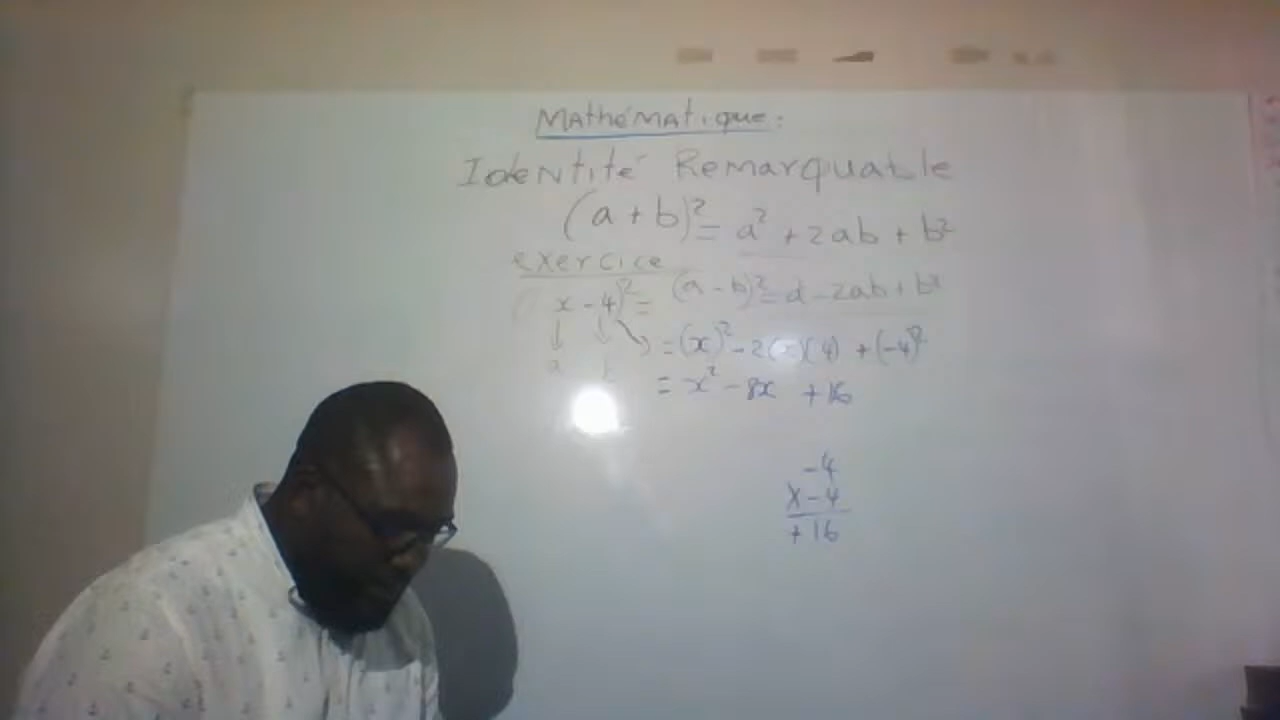 Mathématique:
Identité Remarquable
(a + b)² = a² + 2ab + b²
exercice
(x - 4)² = (a - b)² = a - 2ab + b²
= (x)² - 2(x)(4) + (-4)²
a
= x² - 8x + 16
-4
X -4
+16